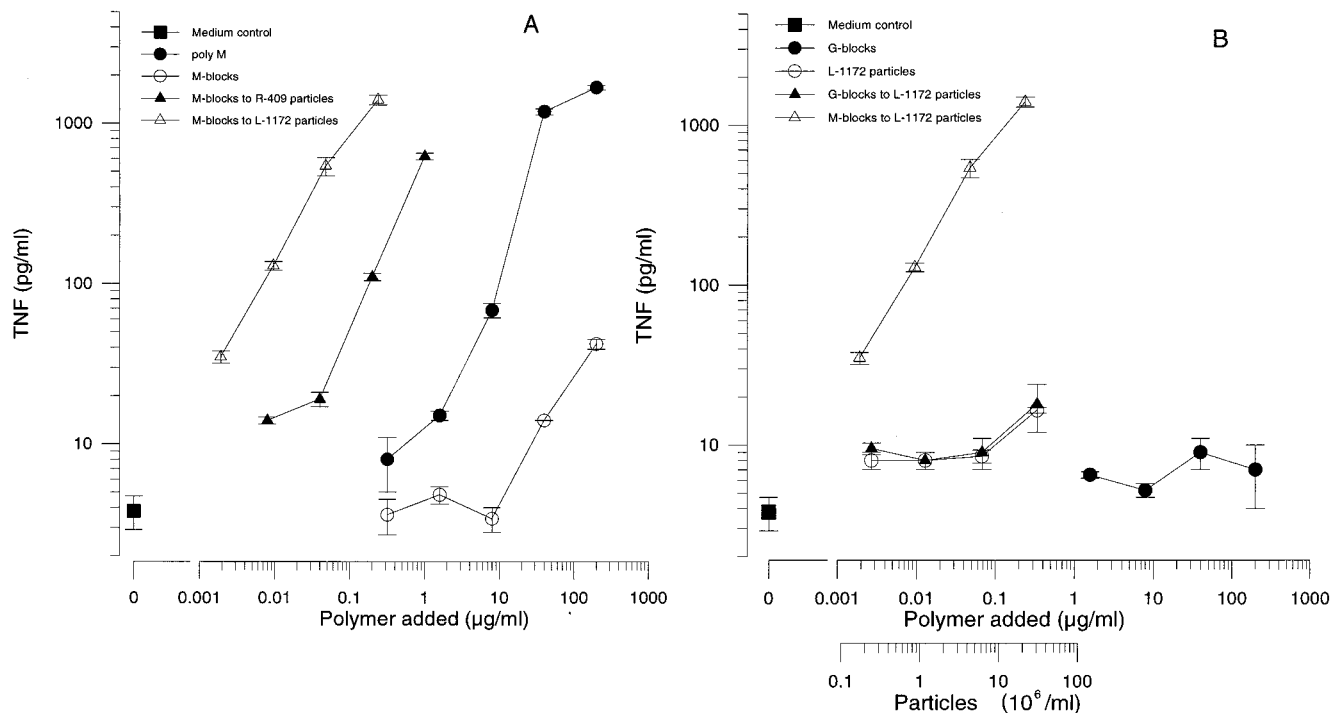 A
Medium control
poly M
M-blocks
M-blocks to R-409 particles
M-blocks to L-1172 particles
1000
100
10
TNF (pg/ml)
0 0.001 0.01 0.1 1 10 100 1000
Polymer added (µg/ml)
B
Medium control
G-blocks
L-1172 particles
G-blocks to L-1172 particles
M-blocks to L-1172 particles
1000
100
10
TNF (pg/ml)
0 0.001 0.01 0.1 1 10 100 1000
Polymer added (µg/ml)
0.1 1 10 100
Particles (10⁶/ml)